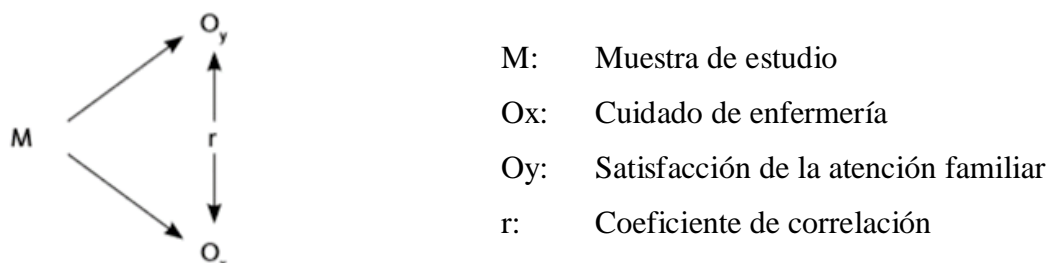 Oy
M
r
O
M: Muestra de estudio
Ox: Cuidado de enfermería
Oy: Satisfacción de la atención familiar
r: Coeficiente de correlación